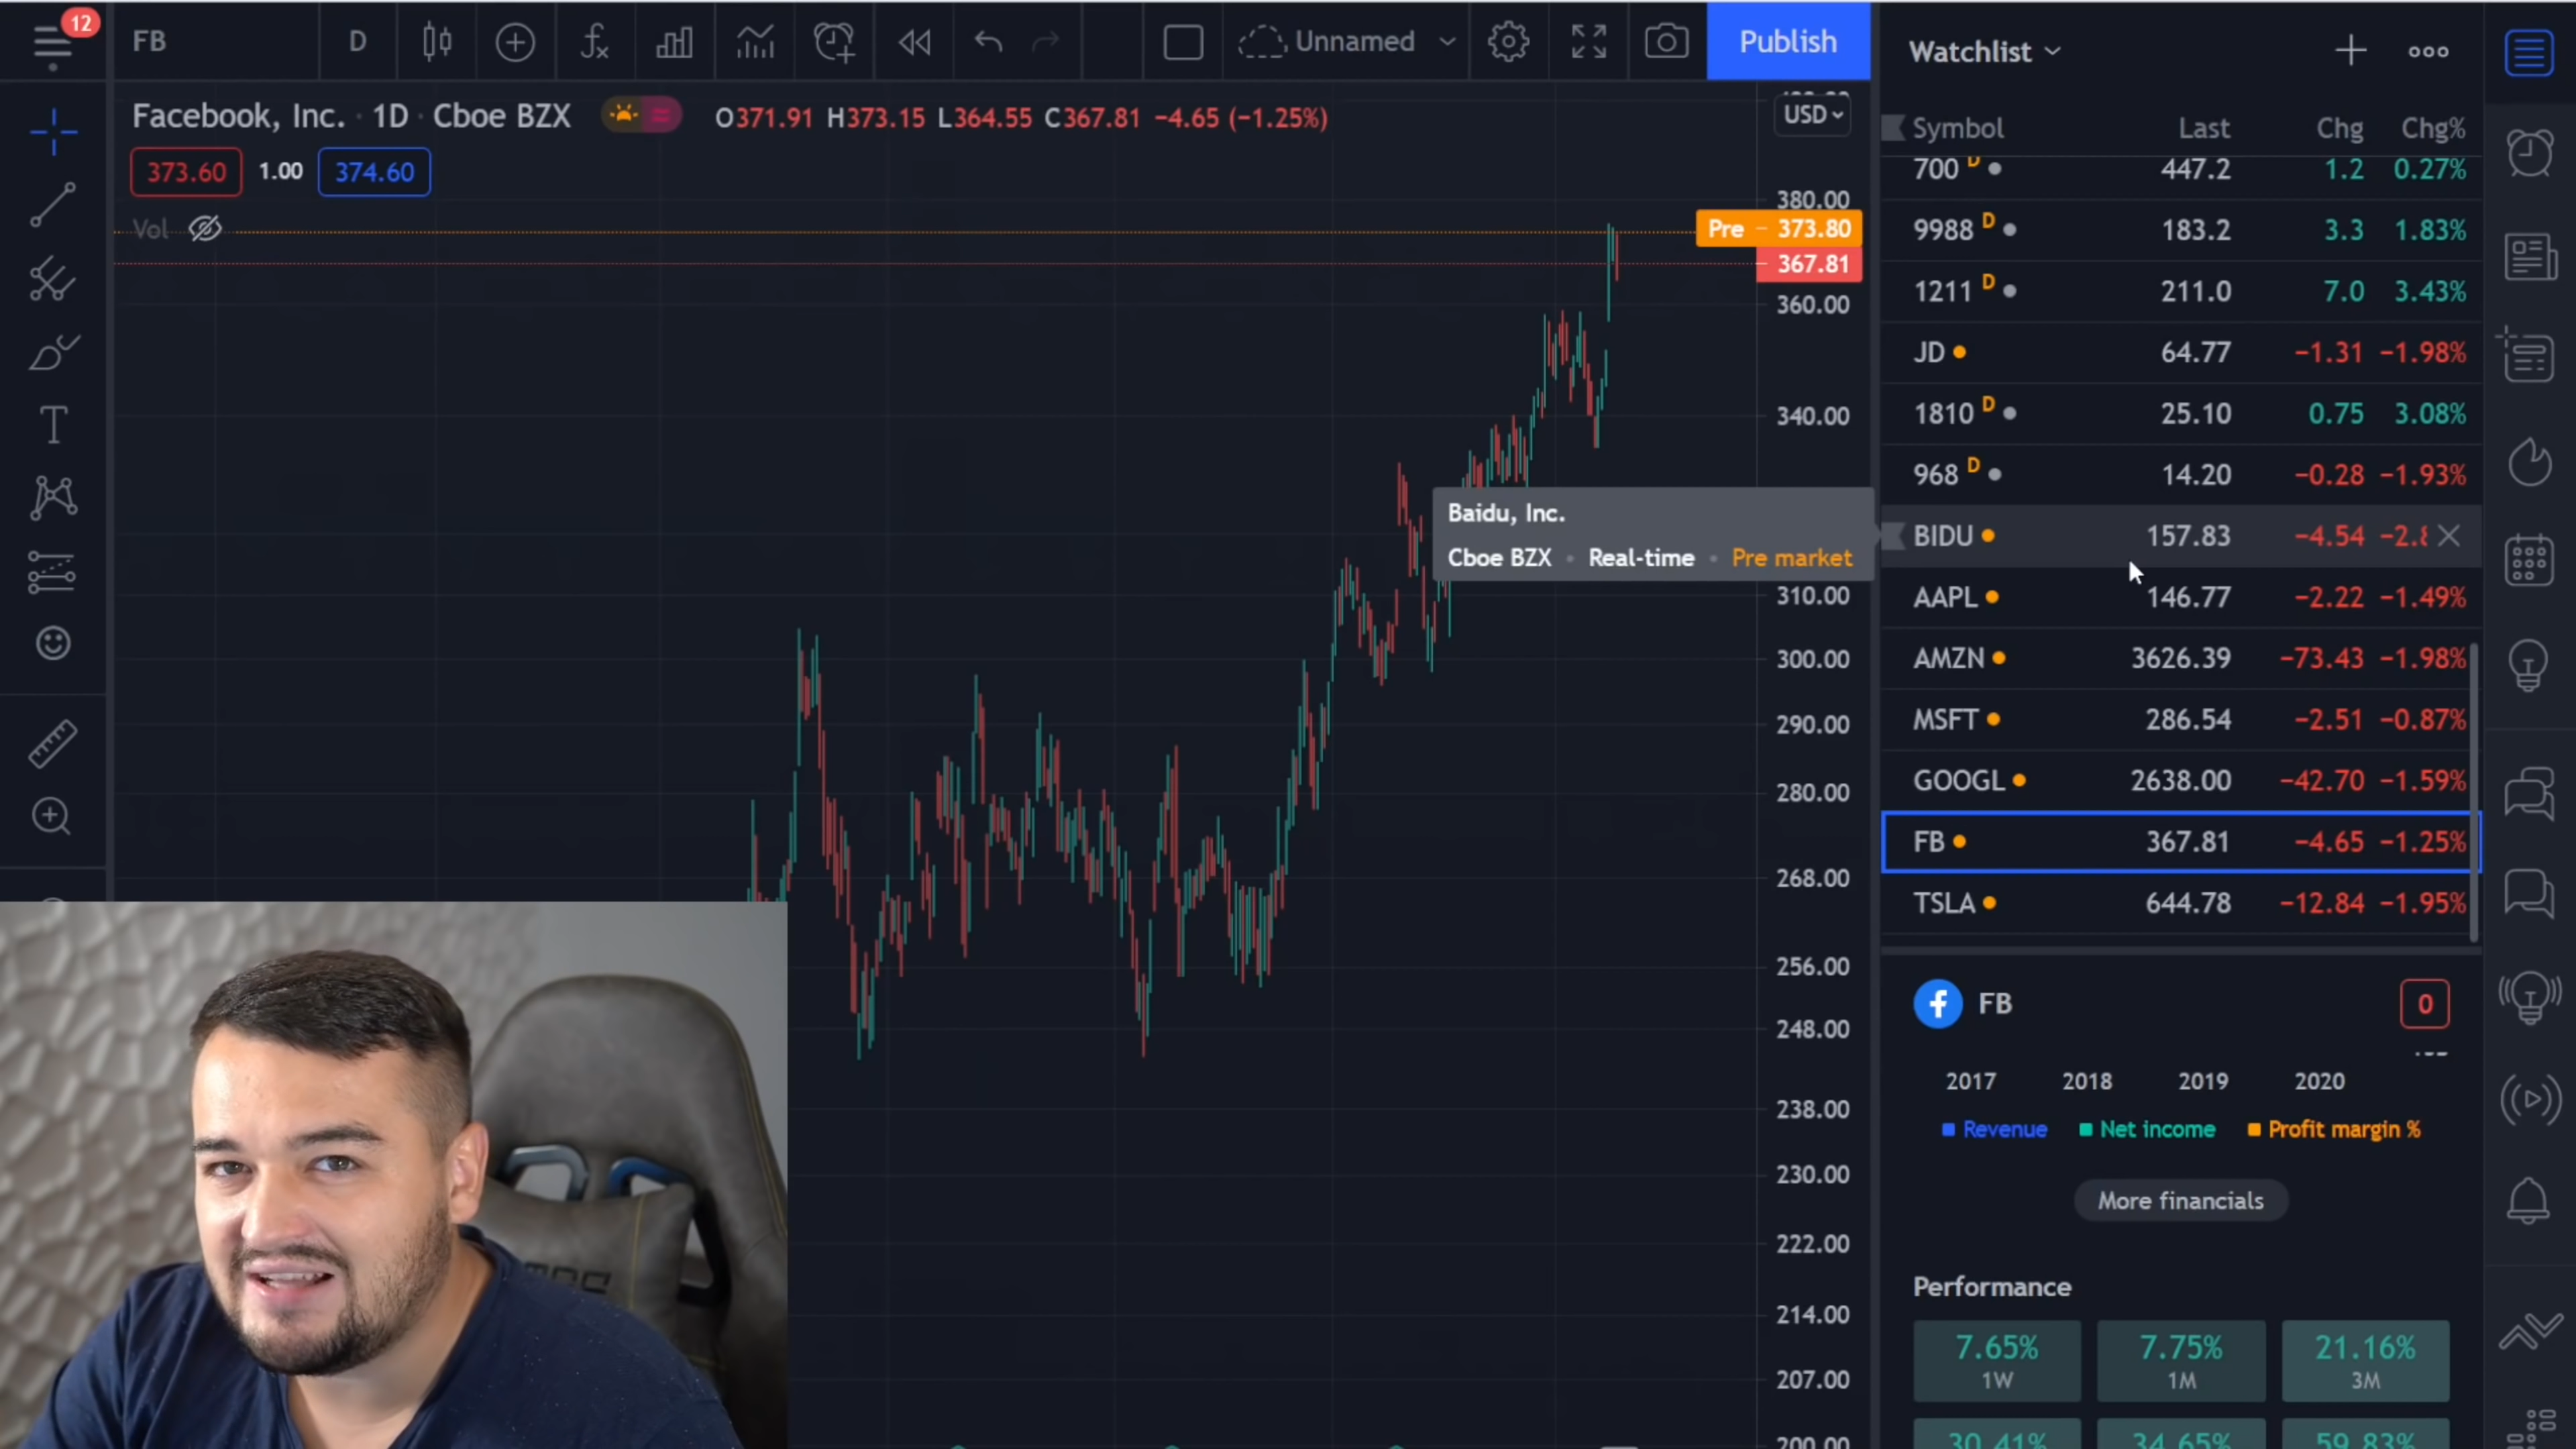 12
FB
D
Unnamed
Publish
Facebook, Inc. · 1D · Cboe BZX
O371.91 H373.15 L364.55 C367.81 −4.65 (−1.25%)
373.60 1.00 374.60
Vol
USD
380.00
Pre 373.80
367.81
360.00
340.00
310.00
300.00
290.00
280.00
268.00
256.00
248.00
238.00
230.00
222.00
214.00
207.00
200.00
Baidu, Inc.
Cboe BZX · Real-time · Pre market
Watchlist
Symbol Last Chg Chg%
700 D 447.2 1.2 0.27%
9988 D 183.2 3.3 1.83%
1211 D 211.0 7.0 3.43%
JD 64.77 −1.31 −1.98%
1810 D 25.10 0.75 3.08%
968 D 14.20 −0.28 −1.93%
BIDU 157.83 −4.54
AAPL 146.77 −2.22 −1.49%
AMZN 3626.39 −73.43 −1.98%
MSFT 286.54 −2.51 −0.87%
GOOGL 2638.00 −42.70 −1.59%
FB 367.81 −4.65 −1.25%
TSLA 644.78 −12.84 −1.95%
FB
0
2017 2018 2019 2020
Revenue Net income Profit margin %
More financials
Performance
7.65% 7.75% 21.16%
1W 1M 3M
30.41% 34.65% 59.83%